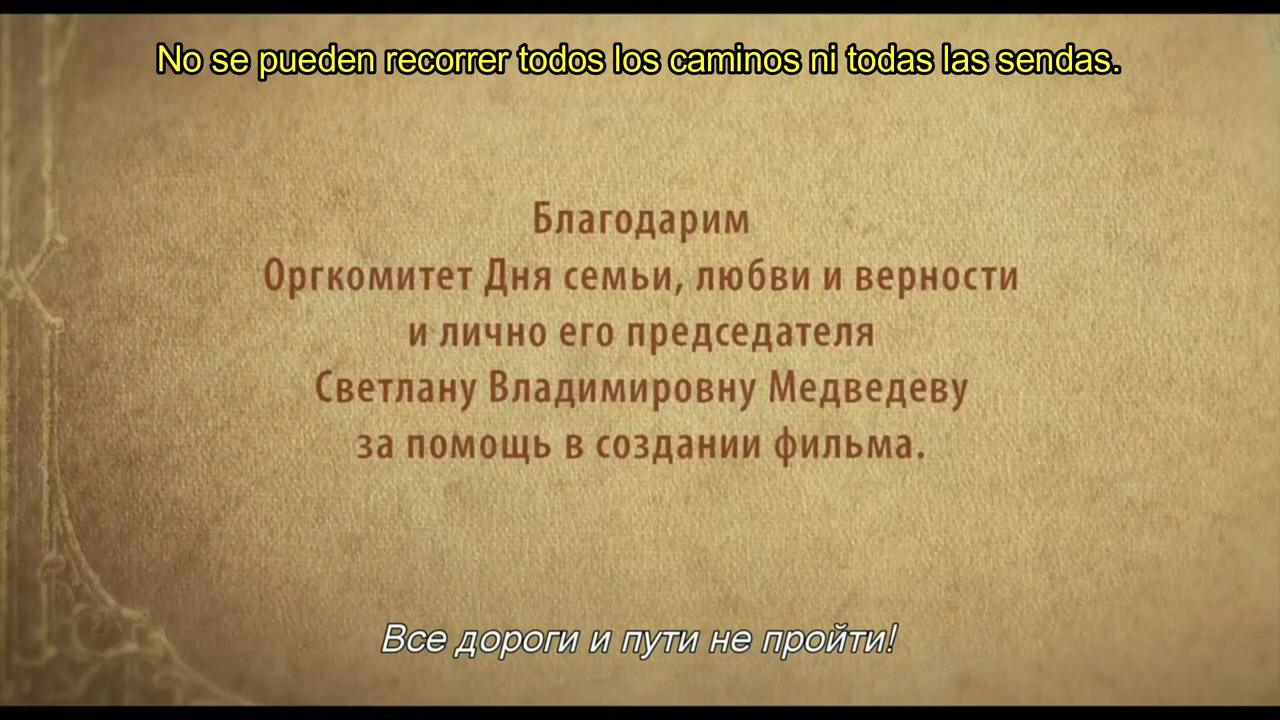 No se pueden recorrer todos los caminos ni todas las sendas.
Благодарим
Оргкомитет Дня семьи, любви и верности
и лично его председателя
Светлану Владимировну Медведеву
за помощь в создании фильма.
Все дороги и пути не пройти!